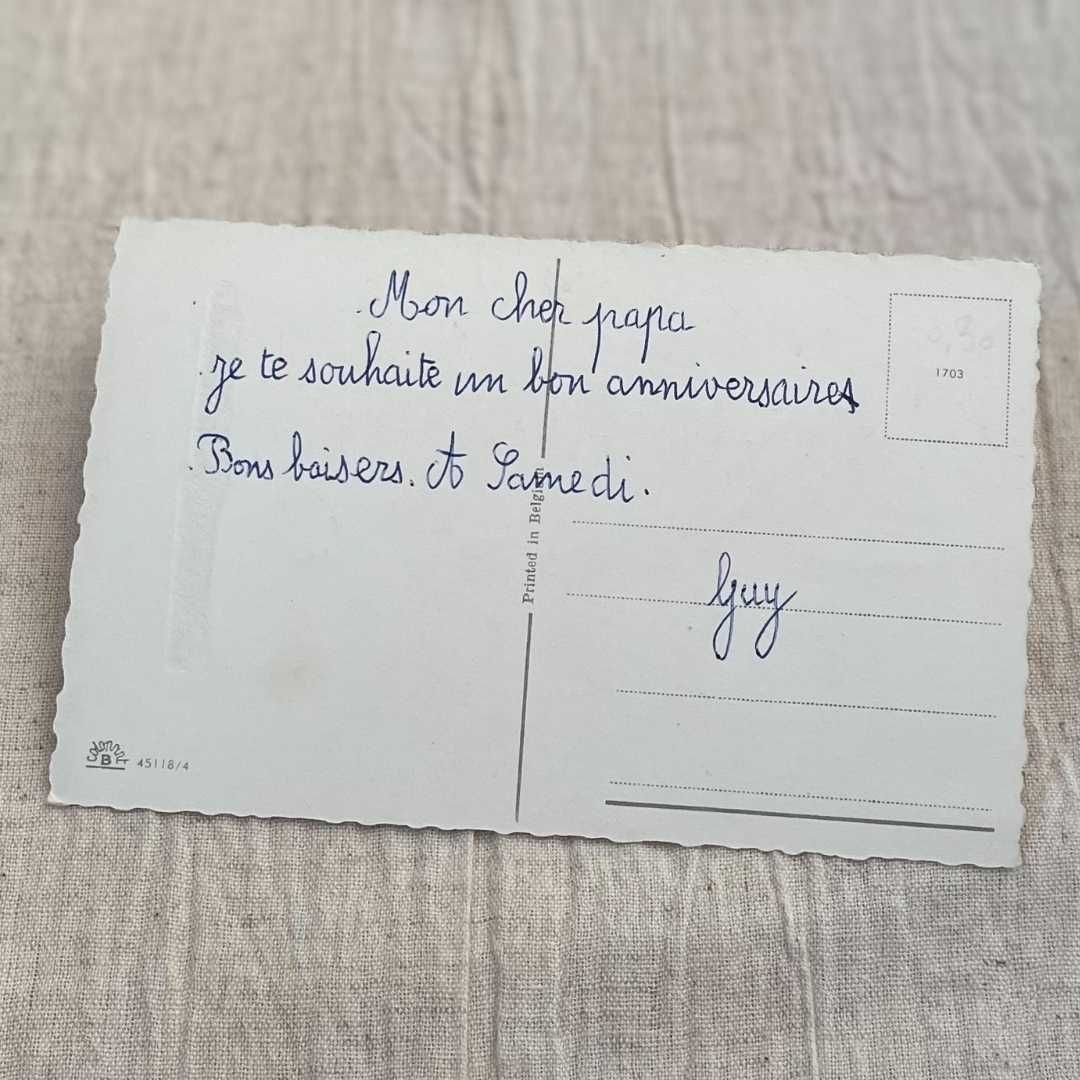 Mon cher papa
je te souhaite un bon anniversaires
Bons baisers. A Samedi.
Guy
1703
Printed in Belgium
45118/4